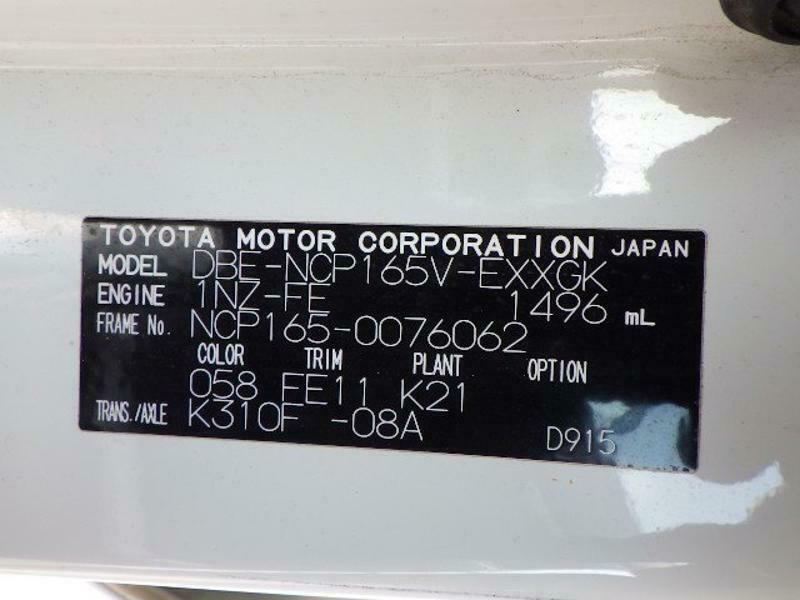 TOYOTA MOTOR CORPORATION JAPAN
MODEL DBE-NCP165V-EXXGK
ENGINE 1NZ-FE 1496 mL
FRAME No. NCP165-0076062
COLOR TRIM PLANT OPTION
058 FE11 K21
TRANS./AXLE K310F -08A D915